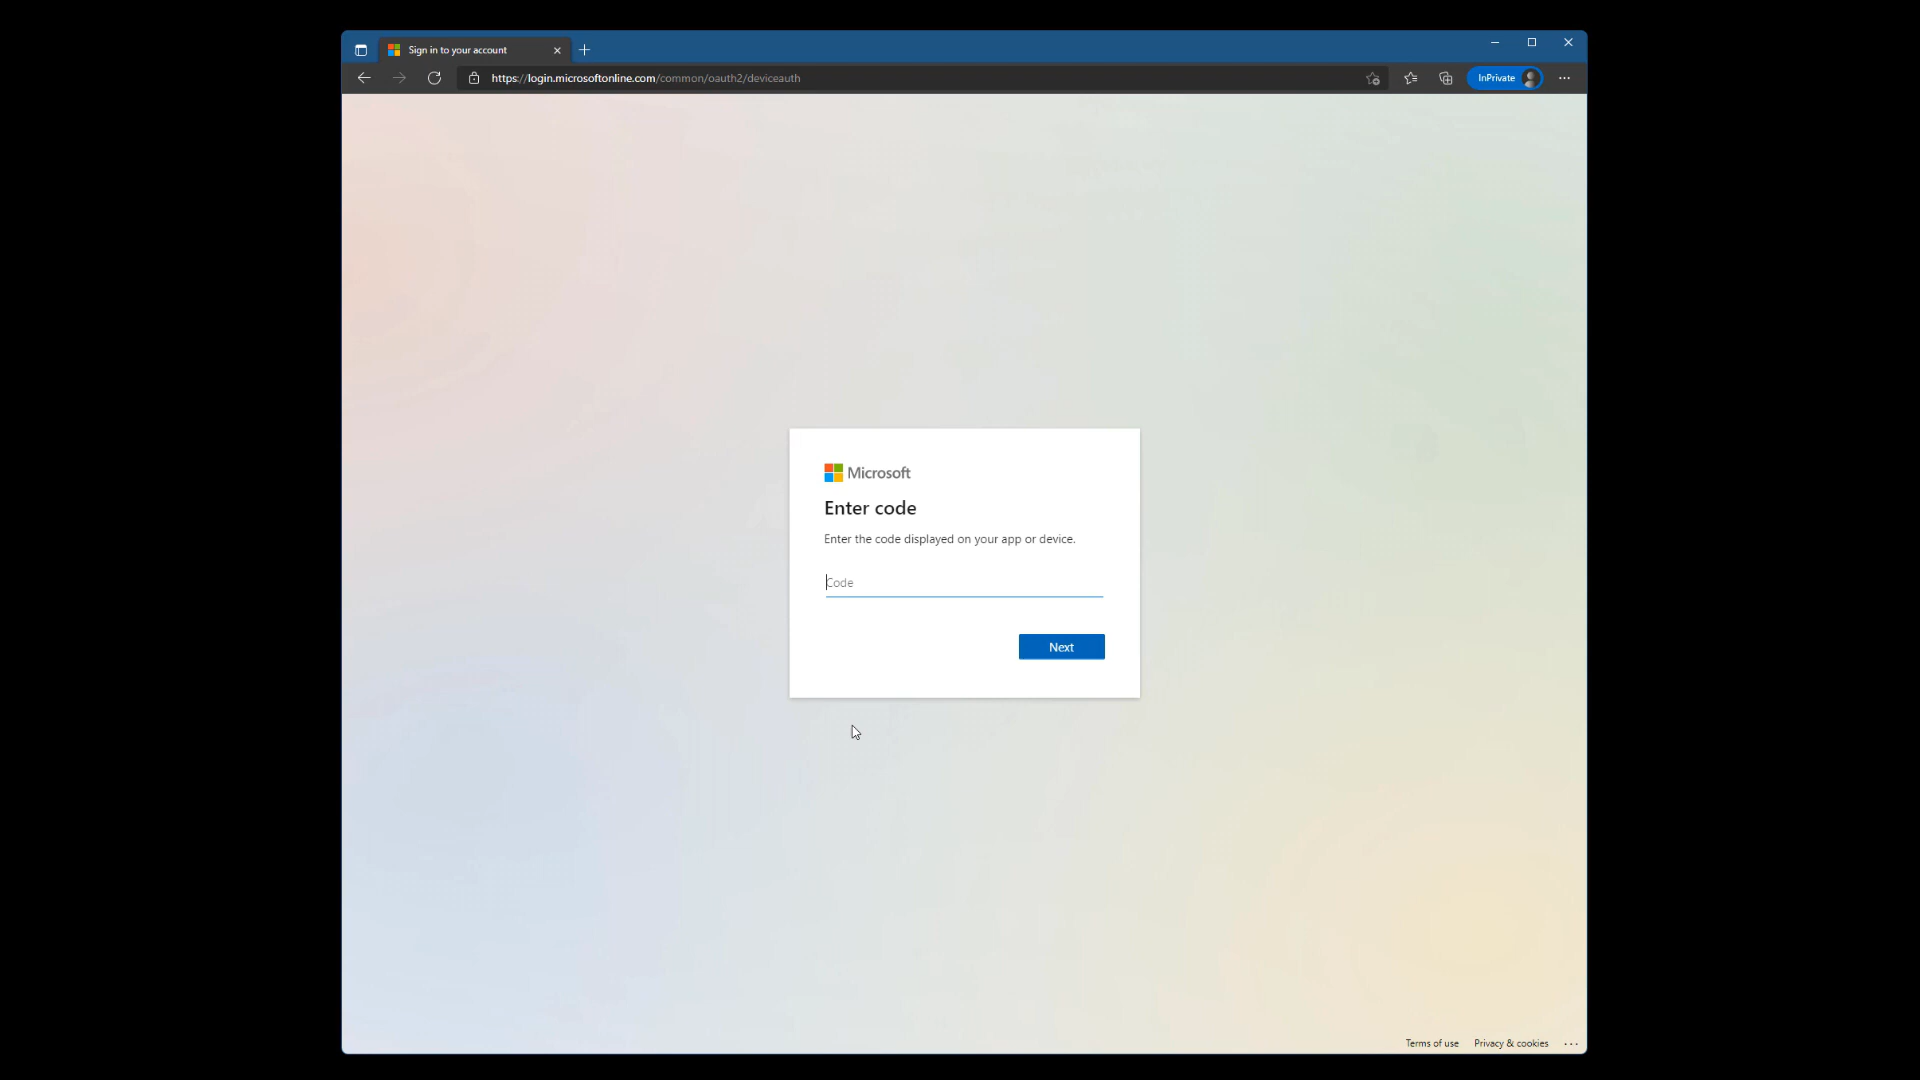 Sign in to your account
https://login.microsoftonline.com/common/oauth2/deviceauth
InPrivate
Microsoft
Enter code
Enter the code displayed on your app or device.
Code
Next
Terms of use Privacy & cookies ...